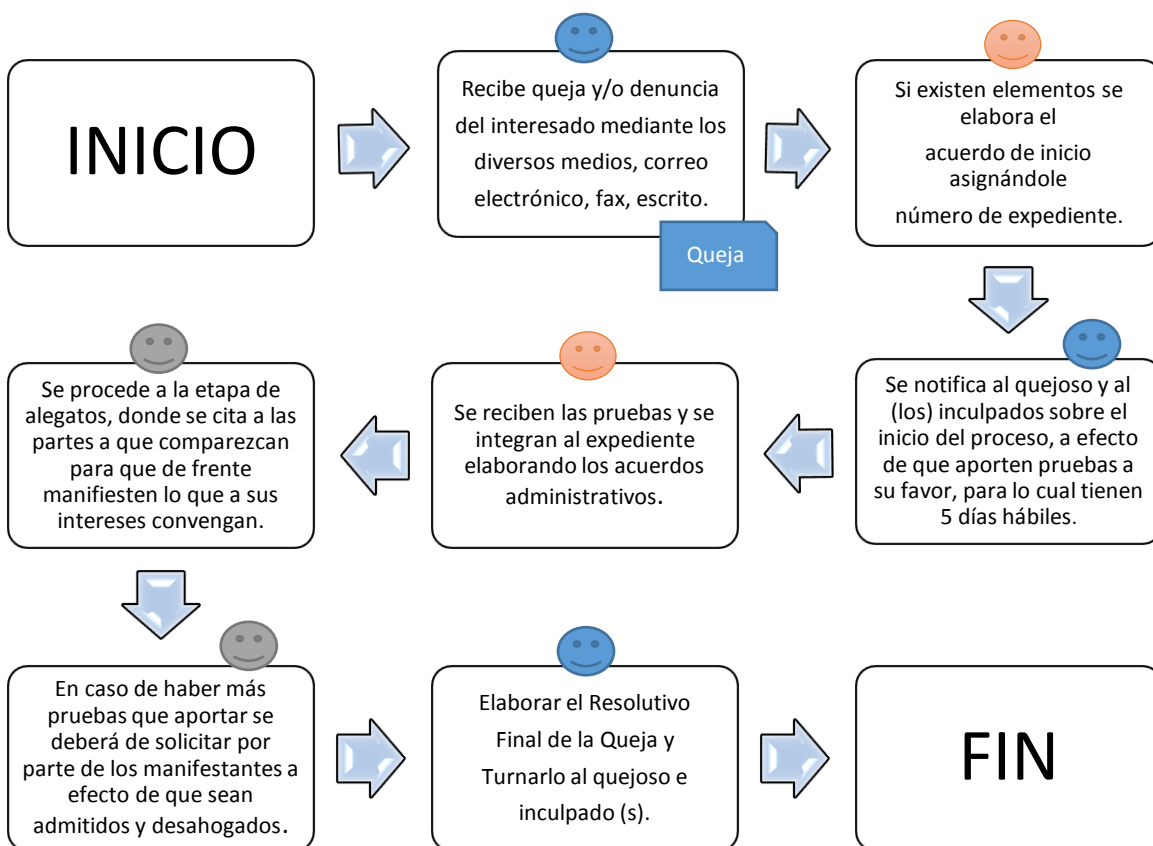 INICIO
Recibe queja y/o denuncia
del interesado mediante los
diversos medios, correo
electrónico, fax, escrito.
Queja
Si existen elementos se
elabora el
acuerdo de inicio
asignándole
número de expediente.
Se notifica al quejoso y al
(los) inculpados sobre el
inicio del proceso, a efecto
de que aporten pruebas a
su favor, para lo cual tienen
5 días hábiles.
Se reciben las pruebas y se
integran al expediente
elaborando los acuerdos
administrativos.
Se procede a la etapa de
alegatos, donde se cita a las
partes a que comparezcan
para que de frente
manifiesten lo que a sus
intereses convengan.
En caso de haber más
pruebas que aportar se
deberá de solicitar por
parte de los manifestantes a
efecto de que sean
admitidos y desahogados.
Elaborar el Resolutivo
Final de la Queja y
Turnarlo al quejoso e
inculpado (s).
FIN